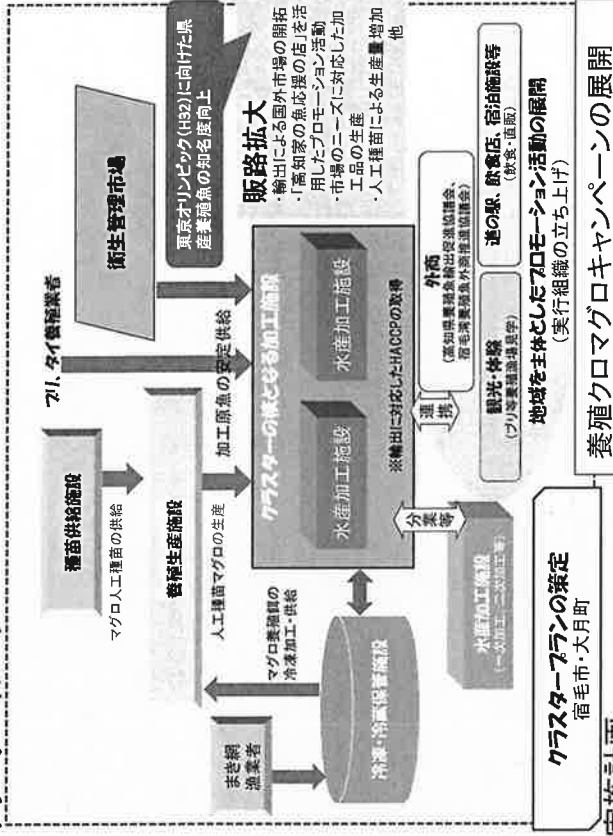 種苗供給施設
マグロ人工種苗の供給
養殖生産施設
人工種苗マグロの生産
加工原魚の安定供給
ブリ、タイ養殖業者
衛生管理市場
東京オリンピック(H32)に向けた県
産養殖魚の知名度向上
販路拡大
・輸出による国外市場の開拓
・「高知家の魚応援の店」を活
用したプロモーション活動
・市場のニーズに対応した加
工品の生産
・人工種苗による生産量増加
他
まき網
漁業者
マグロ養殖餌の
冷凍加工・供給
冷凍・冷蔵保管施設
クラスターの核となる加工施設
水産加工施設
水産加工施設
※輸出に対応したHACCPの取得
分業等
水産加工施設
(一次加工、二次加工等)
連携
外商
(高知県養殖魚輸出促進協議会、
宿毛湾養殖魚外商推進協議会)
観光・体験
(ブリ等養殖漁場見学)
道の駅、飲食店、宿泊施設等
(飲食・直販)
地域を主体としたプロモーション活動の展開
(実行組織の立ち上げ)
クラスタープランの策定
宿毛市・大月町
養殖クロマグロキャンペーンの展開